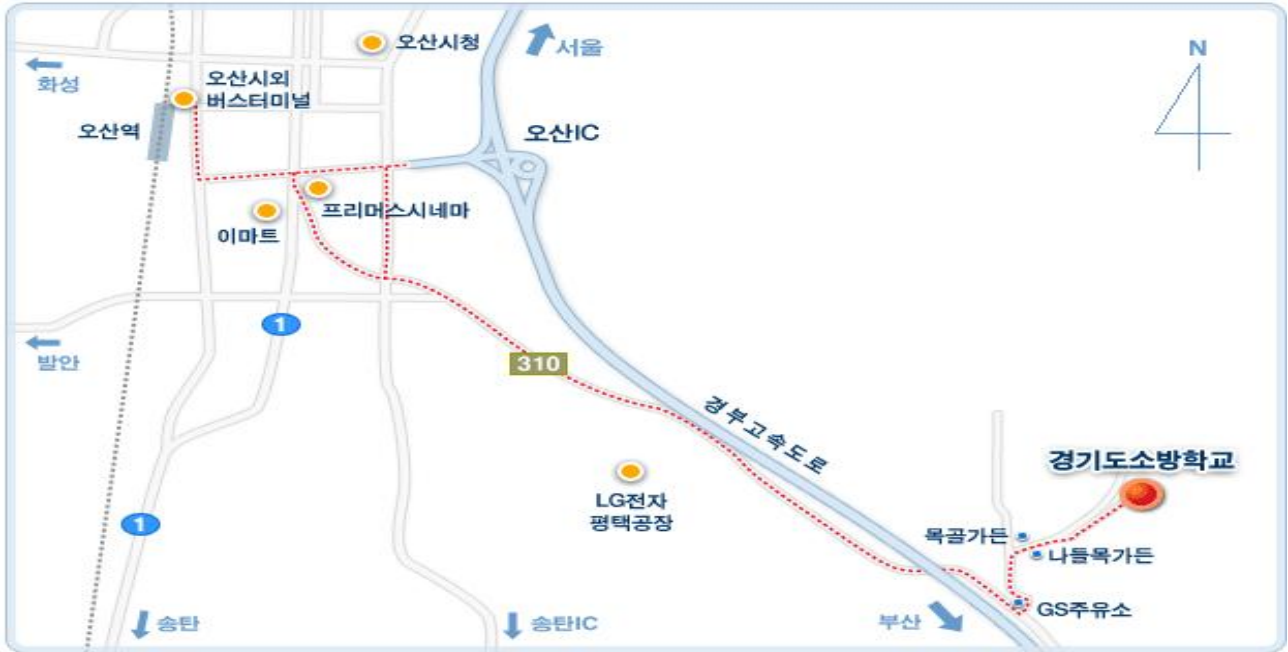 오산시청
서울
N
화성
오산시외
버스터미널
오산역
오산IC
프리머스시네마
이마트
1
310
발안
경부고속도로
경기도소방학교
LG전자
평택공장
1
목골가든
나들목가든
GS주유소
송탄
송탄IC
부산